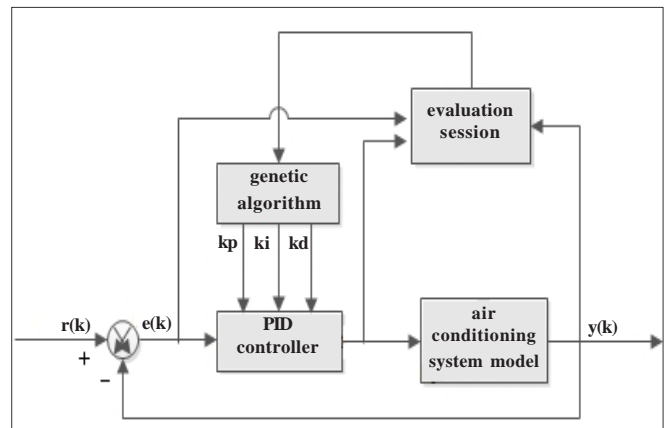 evaluation
session
genetic
algorithm
kp ki kd
r(k)
+
−
e(k)
PID
controller
air
conditioning
system model
y(k)